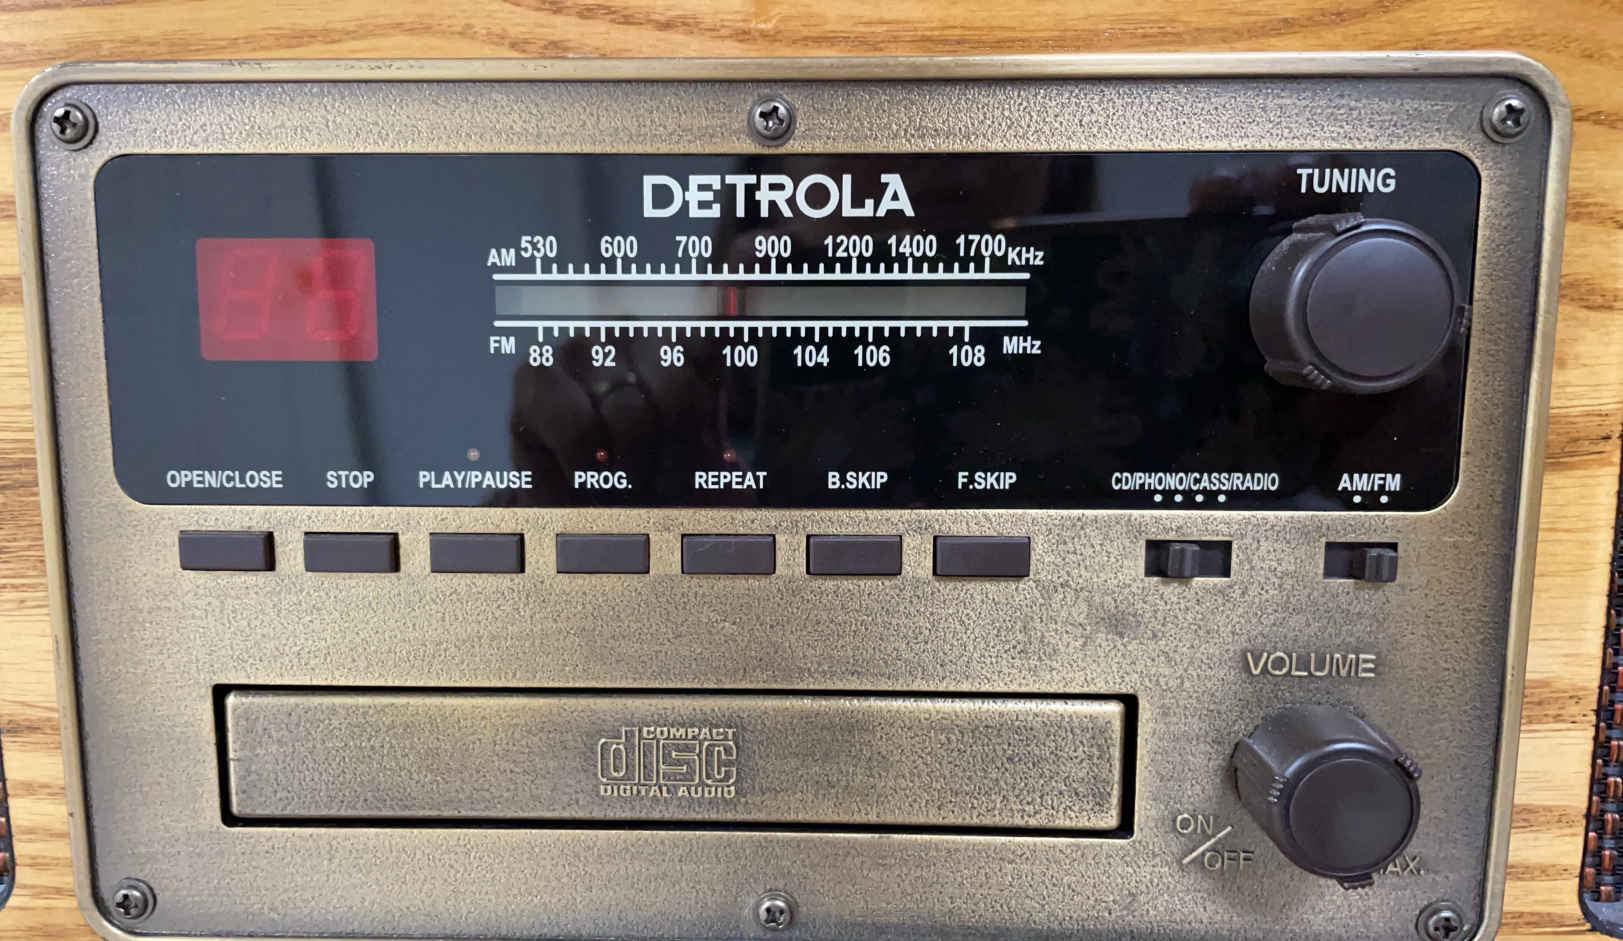 DETROLA
TUNING
AM 530 600 700 900 1200 1400 1700 KHz
FM 88 92 96 100 104 106 108 MHz
OPEN/CLOSE STOP PLAY/PAUSE PROG. REPEAT B.SKIP F.SKIP CD/PHONO/CASS/RADIO AM/FM
VOLUME
COMPACT
disc
DIGITAL AUDIO
ON
/OFF